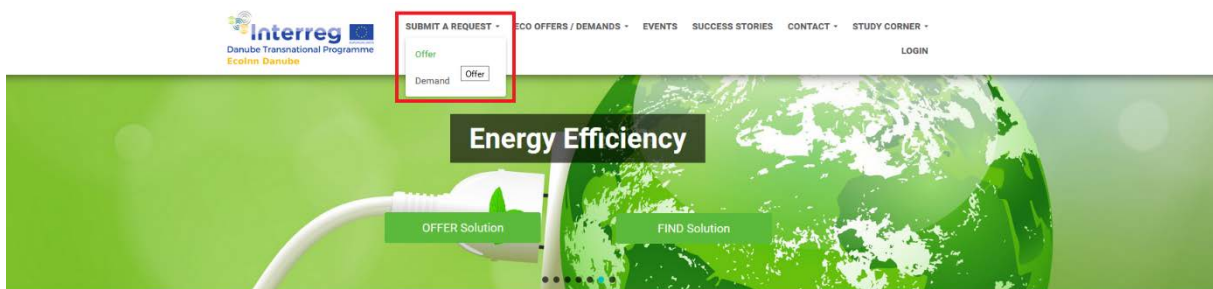 Interreg
Danube Transnational Programme
EcoInn Danube
SUBMIT A REQUEST
ECO OFFERS / DEMANDS
EVENTS
SUCCESS STORIES
CONTACT
STUDY CORNER
LOGIN
Offer
Demand
Offer
Energy Efficiency
OFFER Solution
FIND Solution